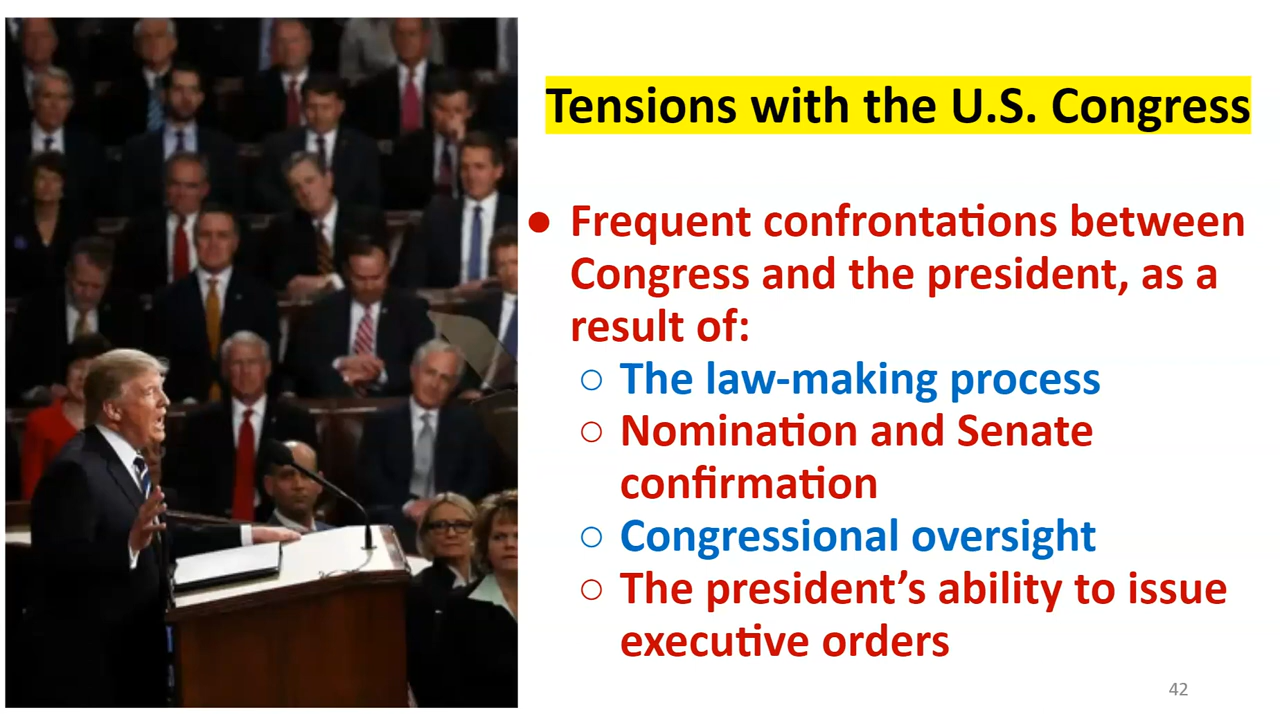 Tensions with the U.S. Congress
● Frequent confrontations between
Congress and the president, as a
result of:
○ The law-making process
○ Nomination and Senate
confirmation
○ Congressional oversight
○ The president’s ability to issue
executive orders
42